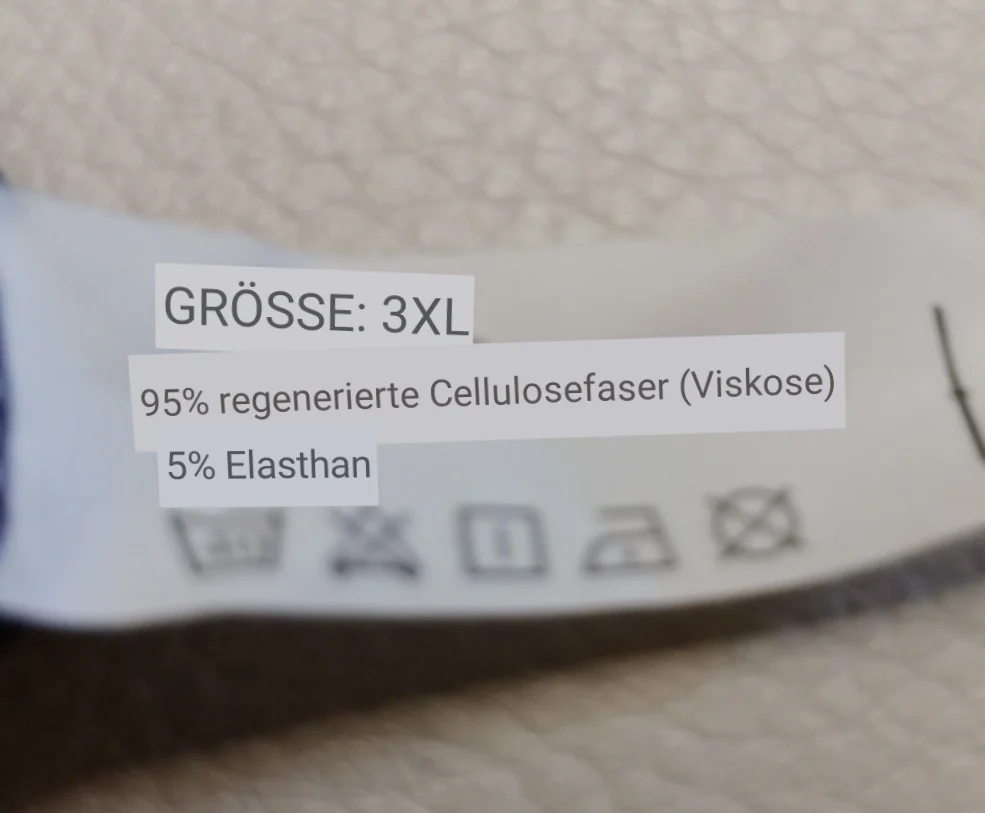 GRÖSSE: 3XL
95% regenerierte Cellulosefaser (Viskose)
5% Elasthan